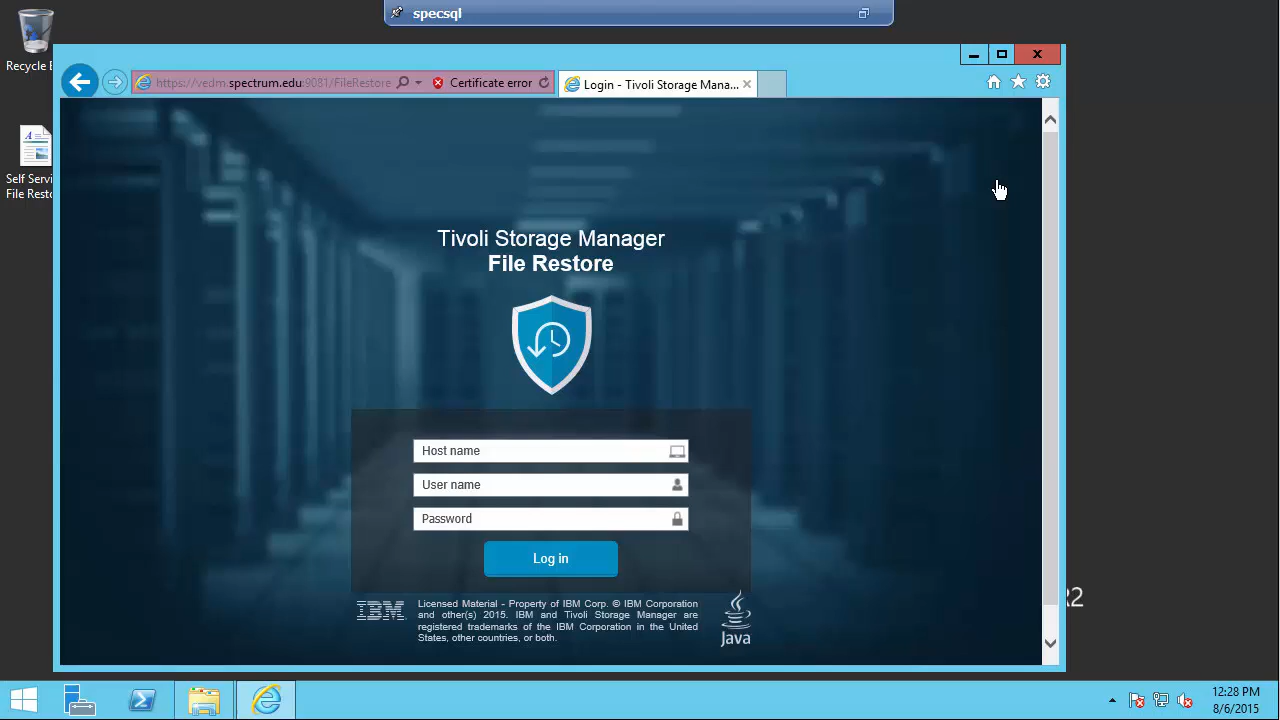 specsql
Recycle B
https://vedm.spectrum.edu:9081/FileRestore
Certificate error
Login - Tivoli Storage Mana...
Self Servi
File Resto
Tivoli Storage Manager
File Restore
Host name
User name
Password
Log in
IBM
Licensed Material - Property of IBM Corp. © IBM Corporation
and other(s) 2015. IBM and Tivoli Storage Manager are
registered trademarks of the IBM Corporation in the United
States, other countries, or both.
Java
R2
12:28 PM
8/6/2015